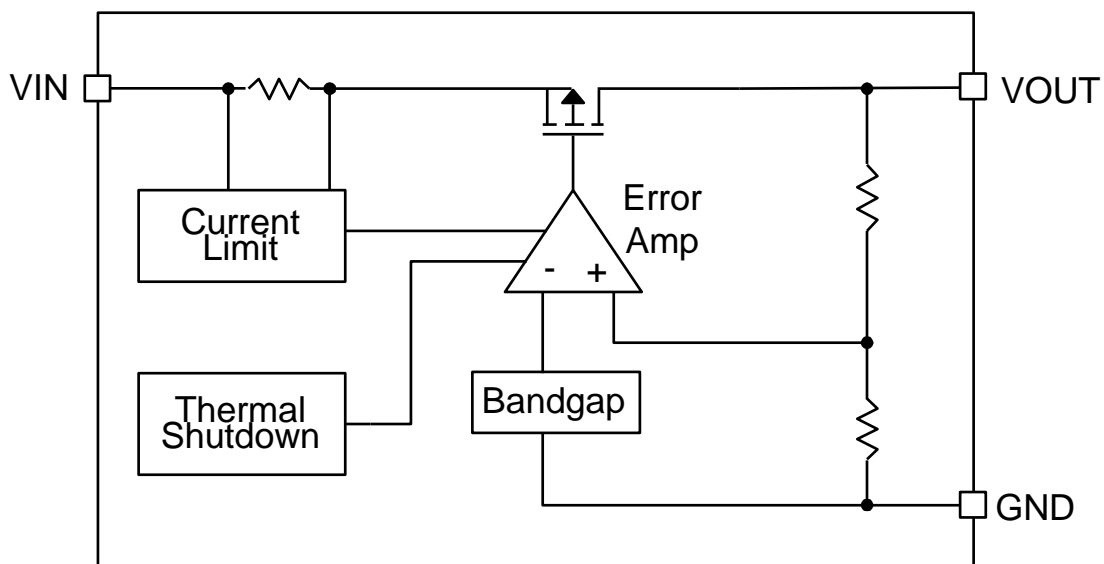 VIN
VOUT
Current
Limit
Error
Amp
- +
Thermal
Shutdown
Bandgap
GND